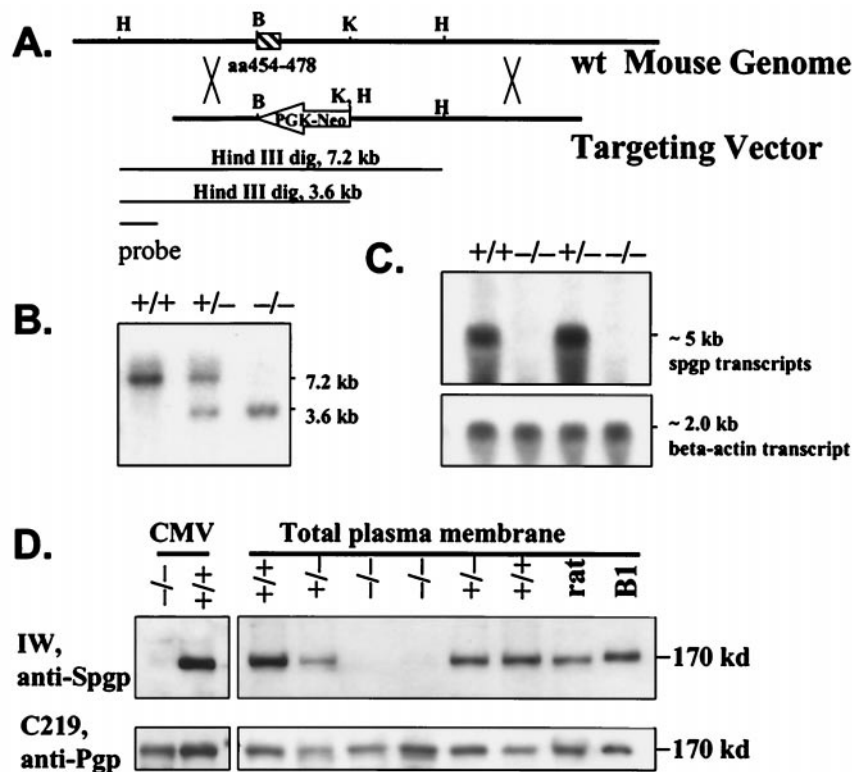 A.
H B K H
aa454-478
wt Mouse Genome
B K, H H
PGK-Neo
Targeting Vector
Hind III dig, 7.2 kb
Hind III dig, 3.6 kb
probe
B.
+/+ +/− −/−
7.2 kb
3.6 kb
C.
+/+ −/− +/− −/−
~ 5 kb
spgp transcripts
~ 2.0 kb
beta-actin transcript
D.
CMV Total plasma membrane
−/− +/+ +/+ +/− −/− −/− +/− +/+ rat B1
IW,
anti-Spgp
170 kd
C219,
anti-Pgp
170 kd